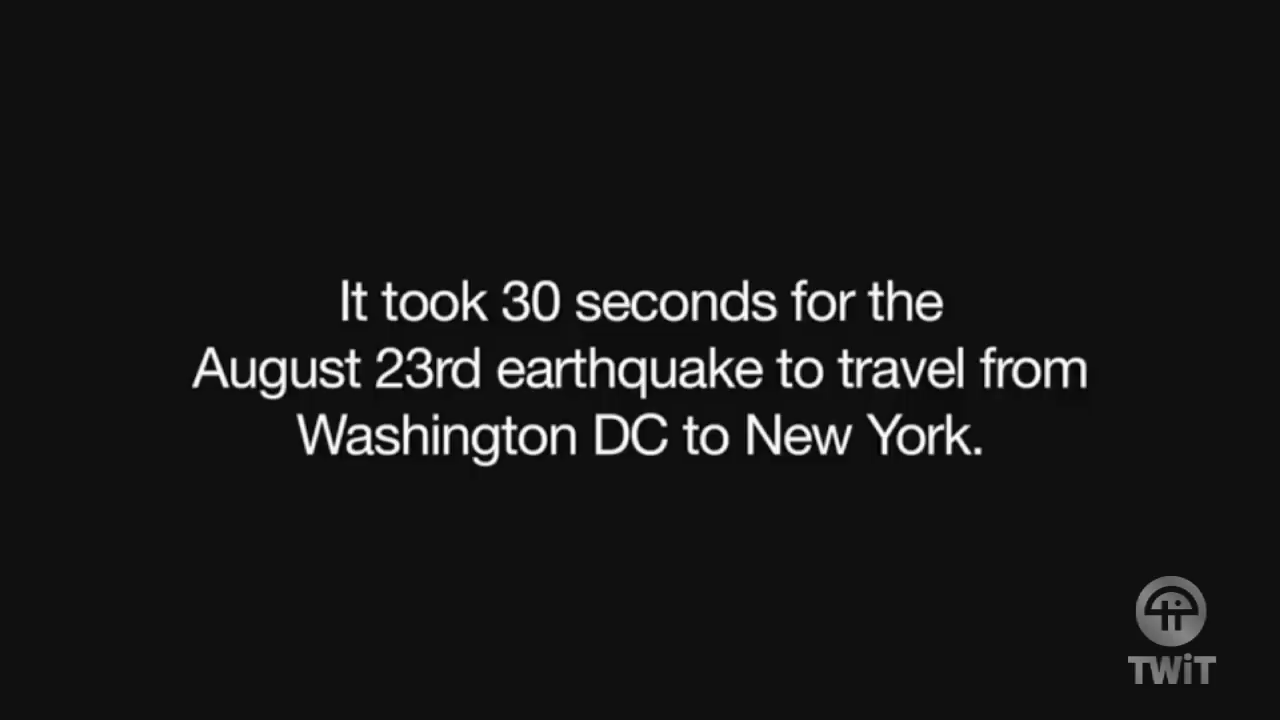 It took 30 seconds for the
August 23rd earthquake to travel from
Washington DC to New York.
TWiT